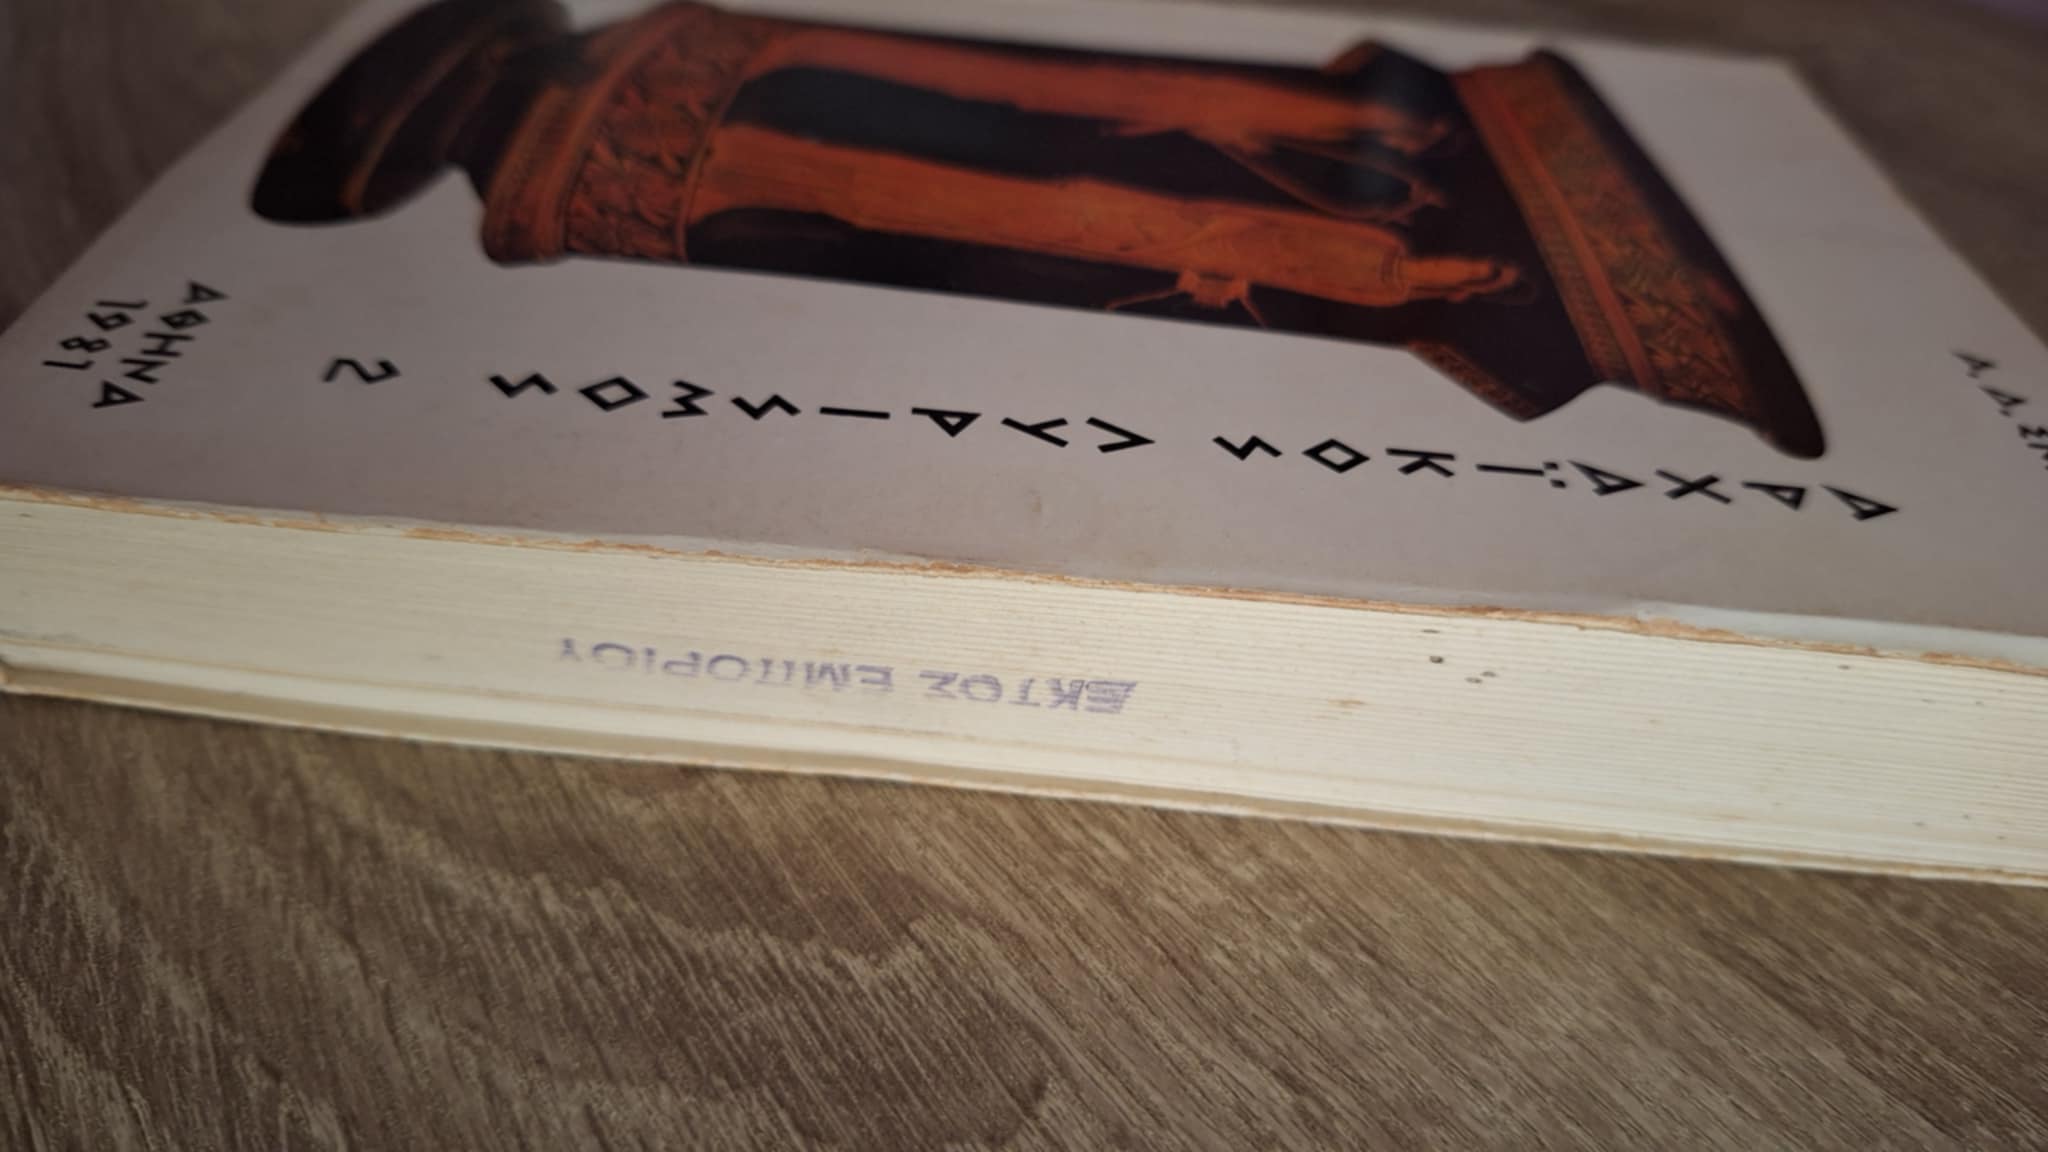 Α. Δ.
ΑΡΧΑΪΚΟΣ ΛΥΡΙΣΜΟΣ 2
ΑΘΗΝΑ
1981
ΕΚΤΟΣ ΕΜΠΟΡΙΟΥ